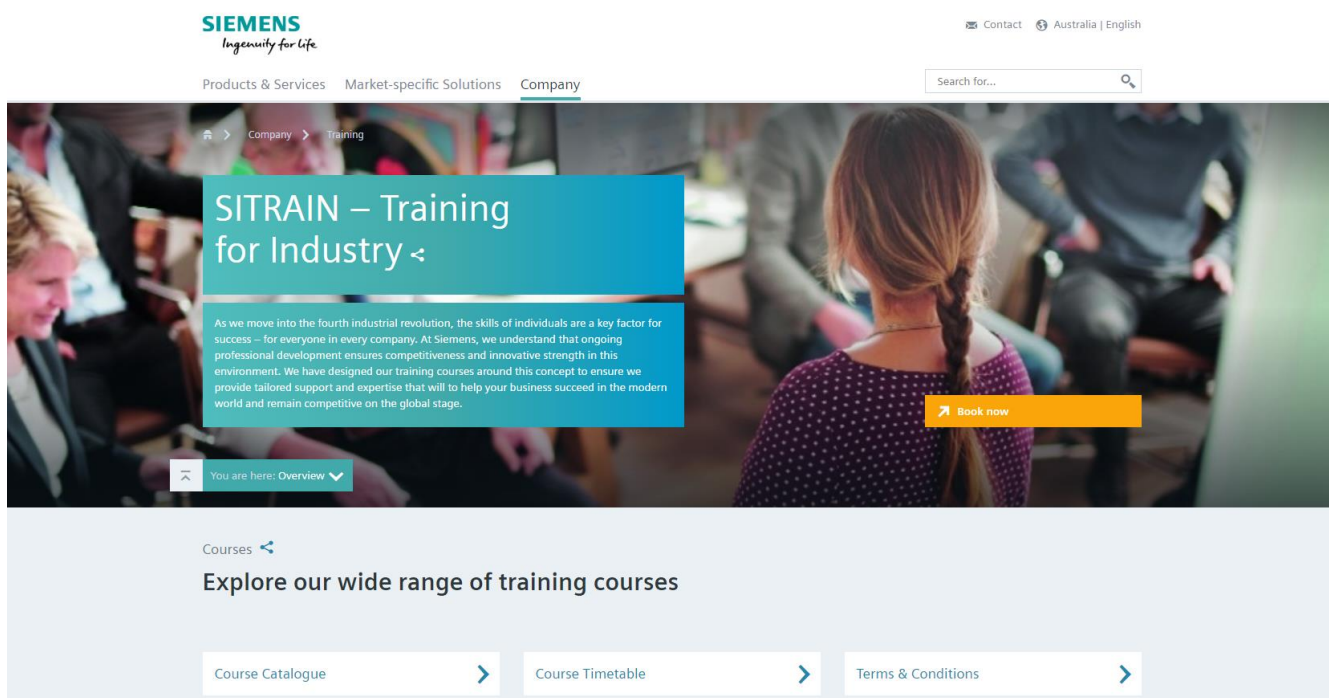 SIEMENS
Ingenuity for life
Contact Australia | English
Products & Services Market-specific Solutions Company
Search for...
Company Training
SITRAIN – Training
for Industry
As we move into the fourth industrial revolution, the skills of individuals are a key factor for
success – for everyone in every company. At Siemens, we understand that ongoing
professional development ensures competitiveness and innovative strength in this
environment. We have designed our training courses around this concept to ensure we
provide tailored support and expertise that will to help your business succeed in the modern
world and remain competitive on the global stage.
Book now
You are here: Overview
Courses
Explore our wide range of training courses
Course Catalogue Course Timetable Terms & Conditions